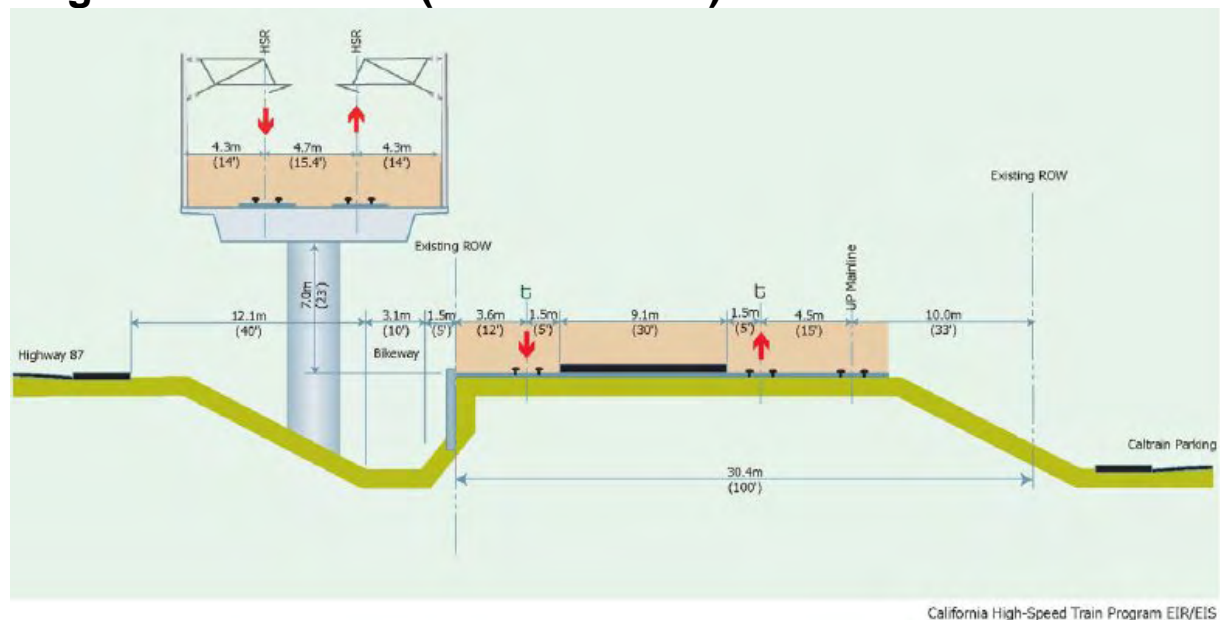 HSR
HSR
4.3m
(14')
4.7m
(15.4')
4.3m
(14')
Existing ROW
Existing ROW
7.0m
(23')
UP Mainline
12.1m
(40')
3.1m
(10')
1.5m
(5')
3.6m
(12')
1.5m
(5')
9.1m
(30')
1.5m
(5')
4.5m
(15')
10.0m
(33')
Highway 87
Bikeway
Caltrain Parking
30.4m
(100')
California High-Speed Train Program EIR/EIS